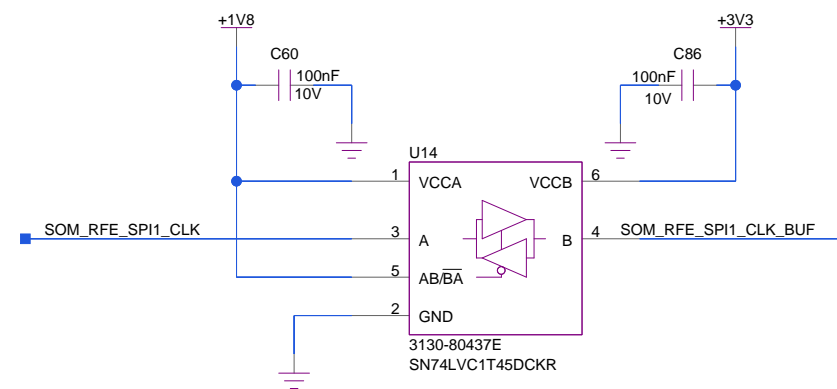 +1V8
+3V3
C60
100nF
10V
C86
100nF
10V
U14
1 VCCA VCCB 6
SOM_RFE_SPI1_CLK 3 A B 4 SOM_RFE_SPI1_CLK_BUF
5 AB/BA
2 GND
3130-80437E
SN74LVC1T45DCKR